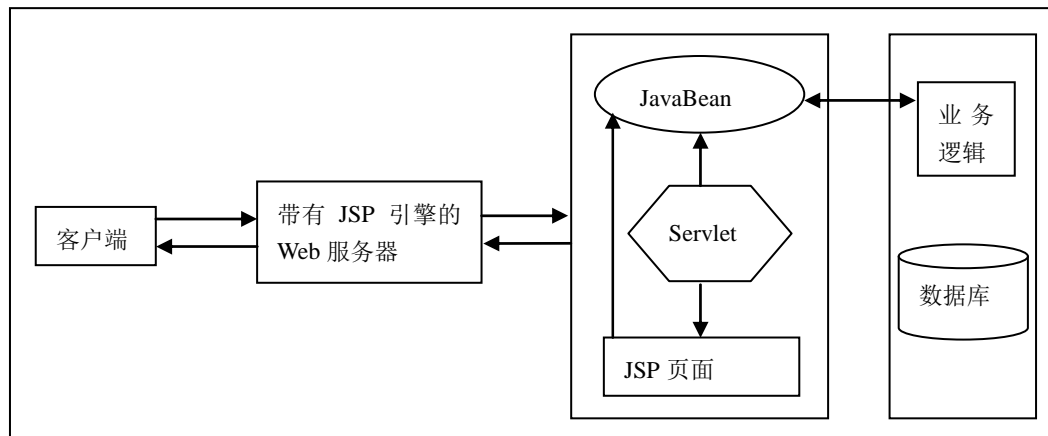 客户端
带有 JSP 引擎的
Web 服务器
JavaBean
Servlet
JSP 页面
业 务
逻辑
数据库